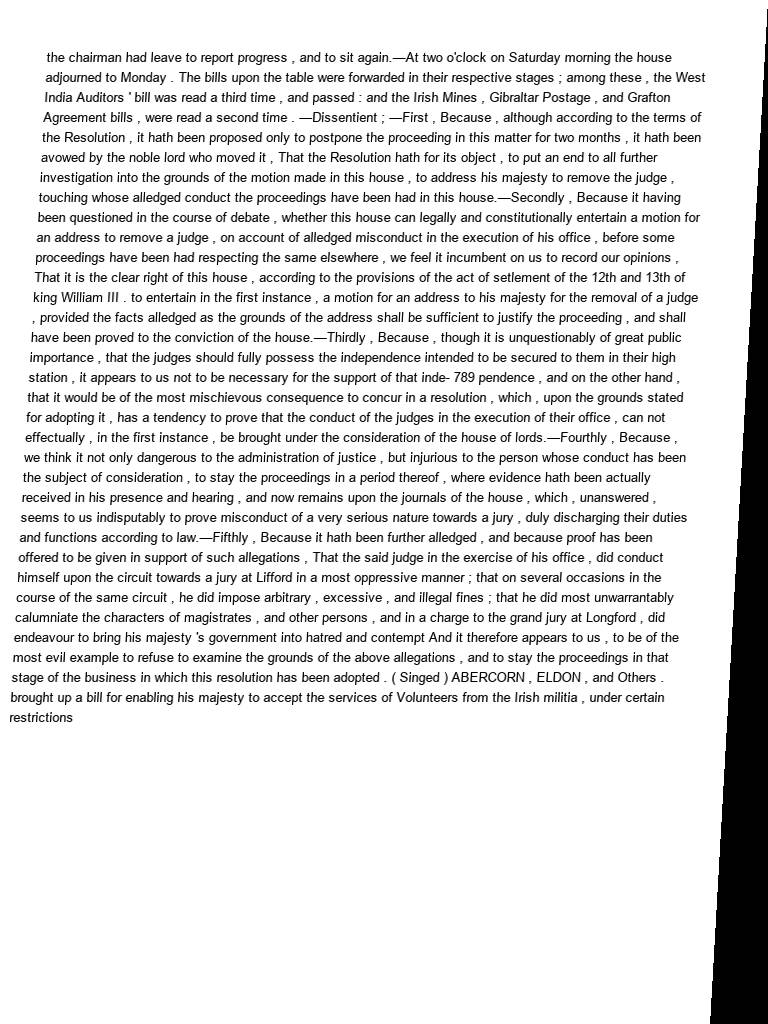 the chairman had leave to report progress , and to sit again.—At two o'clock on Saturday morning the house
adjourned to Monday . The bills upon the table were forwarded in their respective stages ; among these , the West
India Auditors ' bill was read a third time , and passed : and the Irish Mines , Gibraltar Postage , and Grafton
Agreement bills , were read a second time . —Dissentient ; —First , Because , although according to the terms of
the Resolution , it hath been proposed only to postpone the proceeding in this matter for two months , it hath been
avowed by the noble lord who moved it , That the Resolution hath for its object , to put an end to all further
investigation into the grounds of the motion made in this house , to address his majesty to remove the judge ,
touching whose alledged conduct the proceedings have been had in this house.—Secondly , Because it having
been questioned in the course of debate , whether this house can legally and constitutionally entertain a motion for
an address to remove a judge , on account of alledged misconduct in the execution of his office , before some
proceedings have been had respecting the same elsewhere , we feel it incumbent on us to record our opinions ,
That it is the clear right of this house , according to the provisions of the act of setlement of the 12th and 13th of
king William III . to entertain in the first instance , a motion for an address to his majesty for the removal of a judge
, provided the facts alledged as the grounds of the address shall be sufficient to justify the proceeding , and shall
have been proved to the conviction of the house.—Thirdly , Because , though it is unquestionably of great public
importance , that the judges should fully possess the independence intended to be secured to them in their high
station , it appears to us not to be necessary for the support of that inde- 789 pendence , and on the other hand ,
that it would be of the most mischievous consequence to concur in a resolution , which , upon the grounds stated
for adopting it , has a tendency to prove that the conduct of the judges in the execution of their office , can not
effectually , in the first instance , be brought under the consideration of the house of lords.—Fourthly , Because ,
we think it not only dangerous to the administration of justice , but injurious to the person whose conduct has been
the subject of consideration , to stay the proceedings in a period thereof , where evidence hath been actually
received in his presence and hearing , and now remains upon the journals of the house , which , unanswered ,
seems to us indisputably to prove misconduct of a very serious nature towards a jury , duly discharging their duties
and functions according to law.—Fifthly , Because it hath been further alledged , and because proof has been
offered to be given in support of such allegations , That the said judge in the exercise of his office , did conduct
himself upon the circuit towards a jury at Lifford in a most oppressive manner ; that on several occasions in the
course of the same circuit , he did impose arbitrary , excessive , and illegal fines ; that he did most unwarrantably
calumniate the characters of magistrates , and other persons , and in a charge to the grand jury at Longford , did
endeavour to bring his majesty 's government into hatred and contempt And it therefore appears to us , to be of the
most evil example to refuse to examine the grounds of the above allegations , and to stay the proceedings in that
stage of the business in which this resolution has been adopted . ( Singed ) ABERCORN , ELDON , and Others .
brought up a bill for enabling his majesty to accept the services of Volunteers from the Irish militia , under certain
restrictions